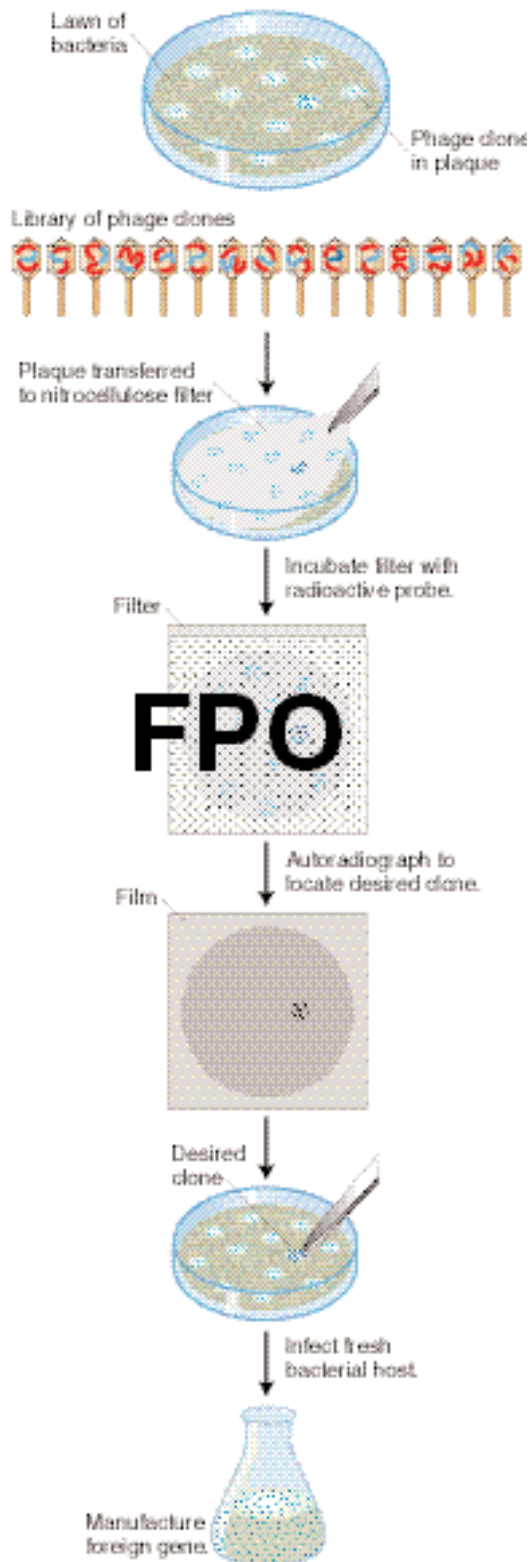 Lawn of
bacteria
Phage clone
in plaque
Library of phage clones
Plaque transferred
to nitrocellulose filter
Incubate filter with
radioactive probe.
Filter
FPO
Autoradiograph to
locate desired clone.
Film
Desired
clone
Infect fresh
bacterial host.
Manufacture
foreign gene.